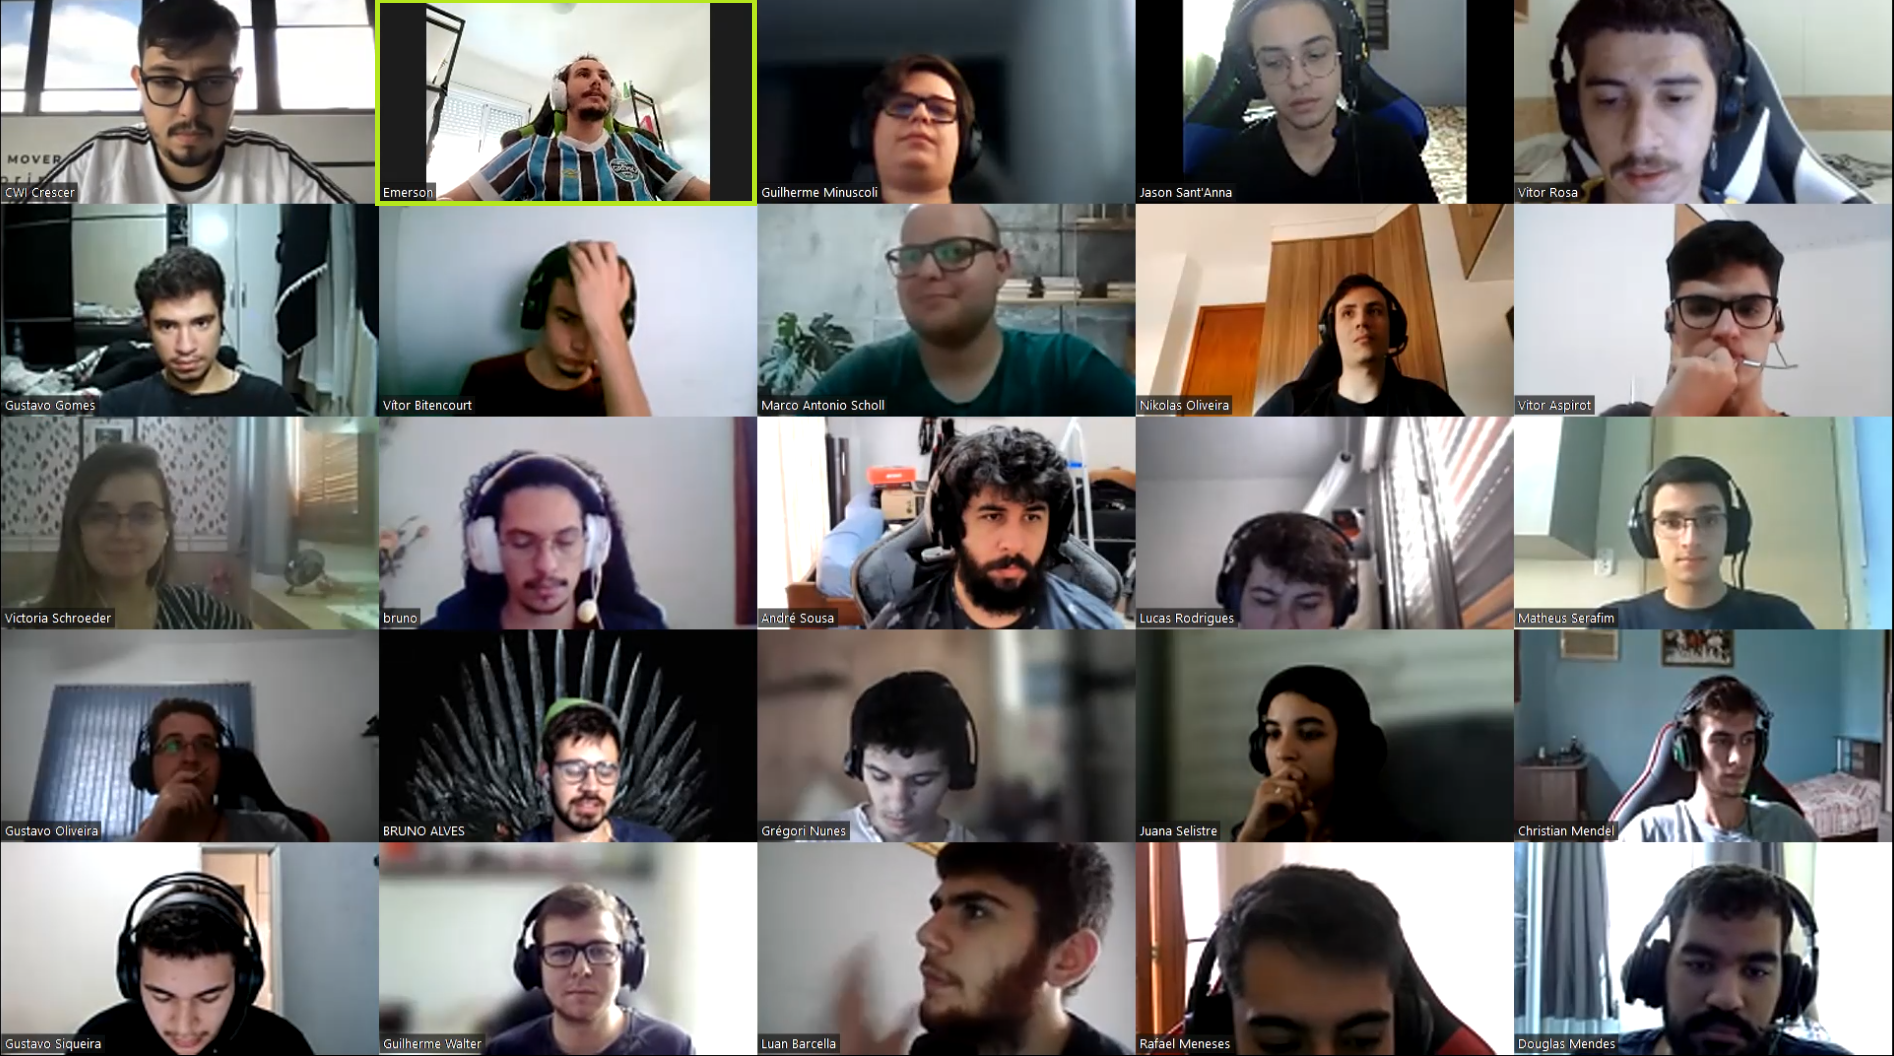 MOVER
CWI Crescer
Emerson
Guilherme Minuscoli
Jason Sant'Anna
Vitor Rosa
Gustavo Gomes
Vítor Bitencourt
Marco Antonio Scholl
Nikolas Oliveira
Vitor Aspirot
Victoria Schroeder
bruno
André Sousa
Lucas Rodrigues
Matheus Serafim
Gustavo Oliveira
BRUNO ALVES
Grégori Nunes
Juana Selistre
Christian Mendel
Gustavo Siqueira
Guilherme Walter
Luan Barcella
Rafael Meneses
Douglas Mendes